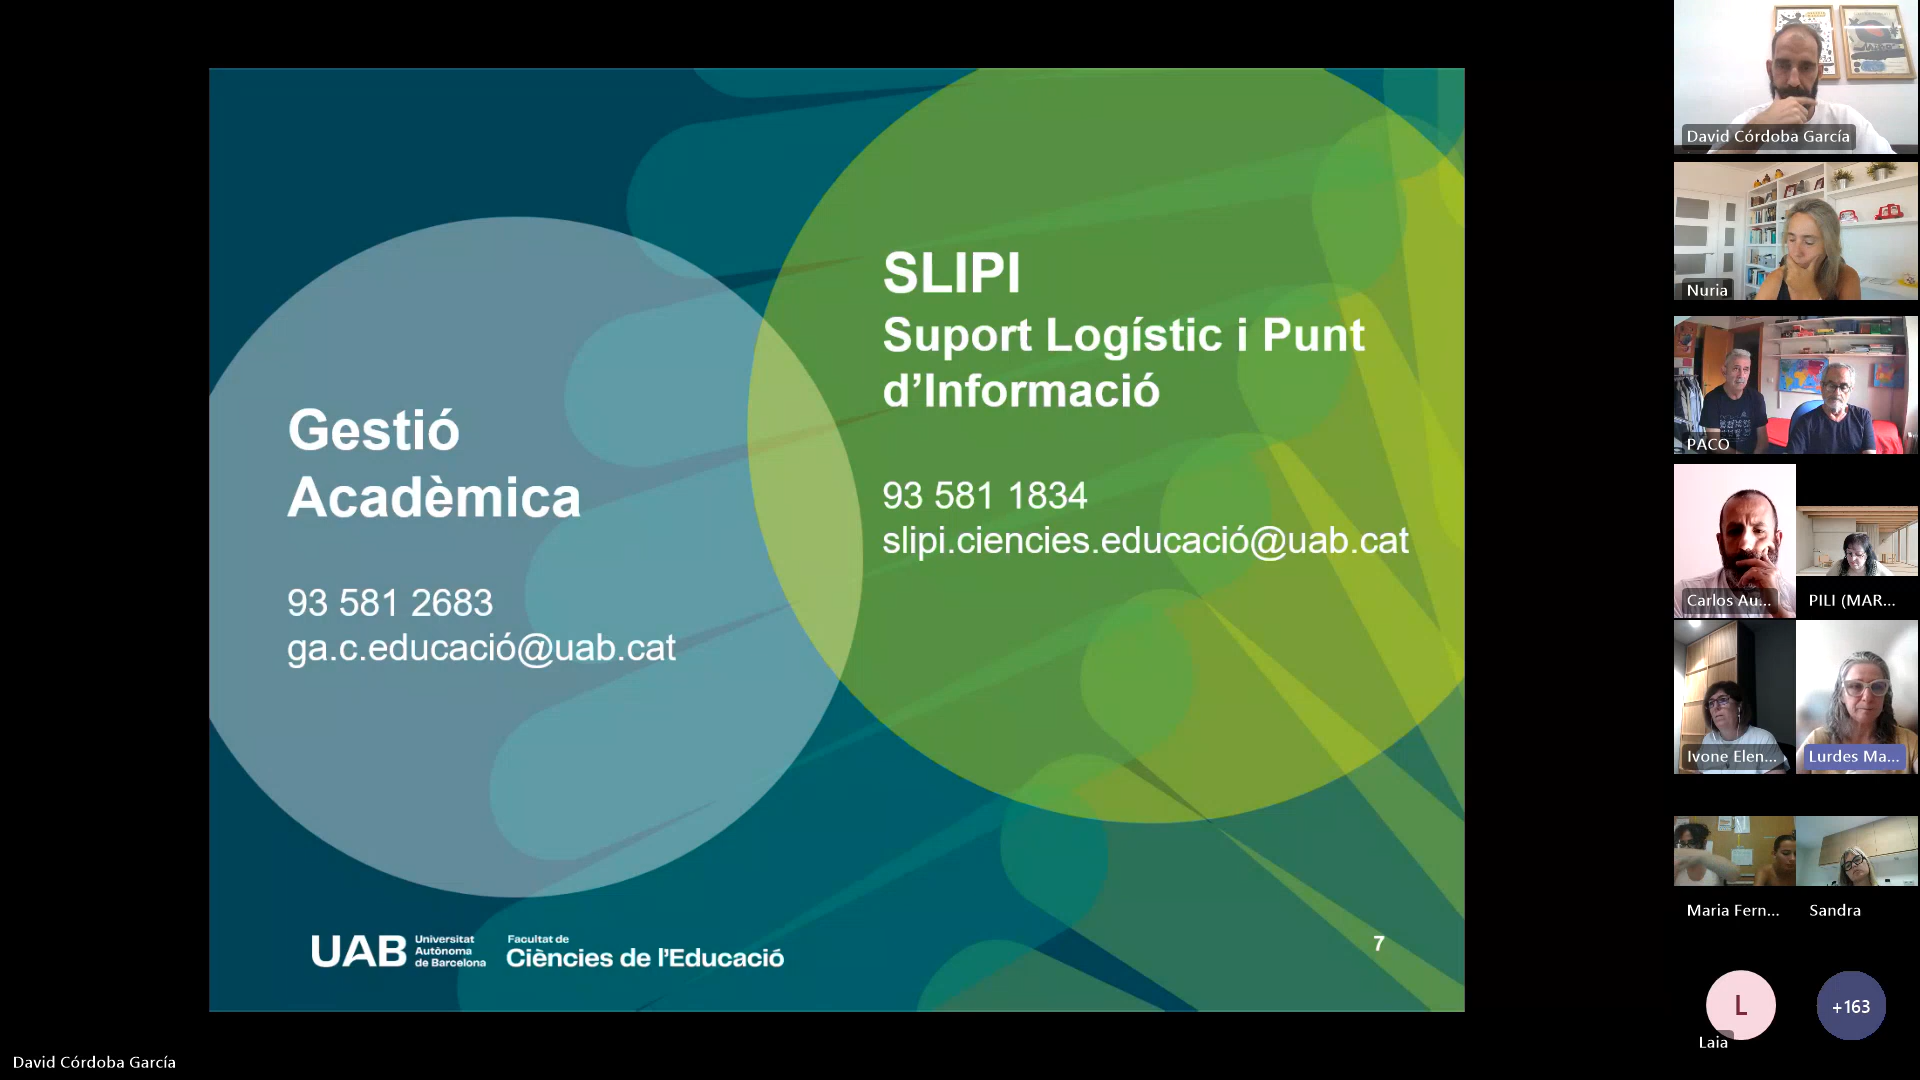 Gestió
Acadèmica
93 581 2683
ga.c.educació@uab.cat
SLIPI
Suport Logístic i Punt
d’Informació
93 581 1834
slipi.ciencies.educació@uab.cat
UAB
Universitat
Autònoma
de Barcelona
Facultat de
Ciències de l'Educació
7
David Córdoba García
Nuria
PACO
Carlos Au...
PILI (MAR...
Ivone Elen...
Lurdes Ma...
Maria Fern...
Sandra
L
Laia
+163
David Córdoba García